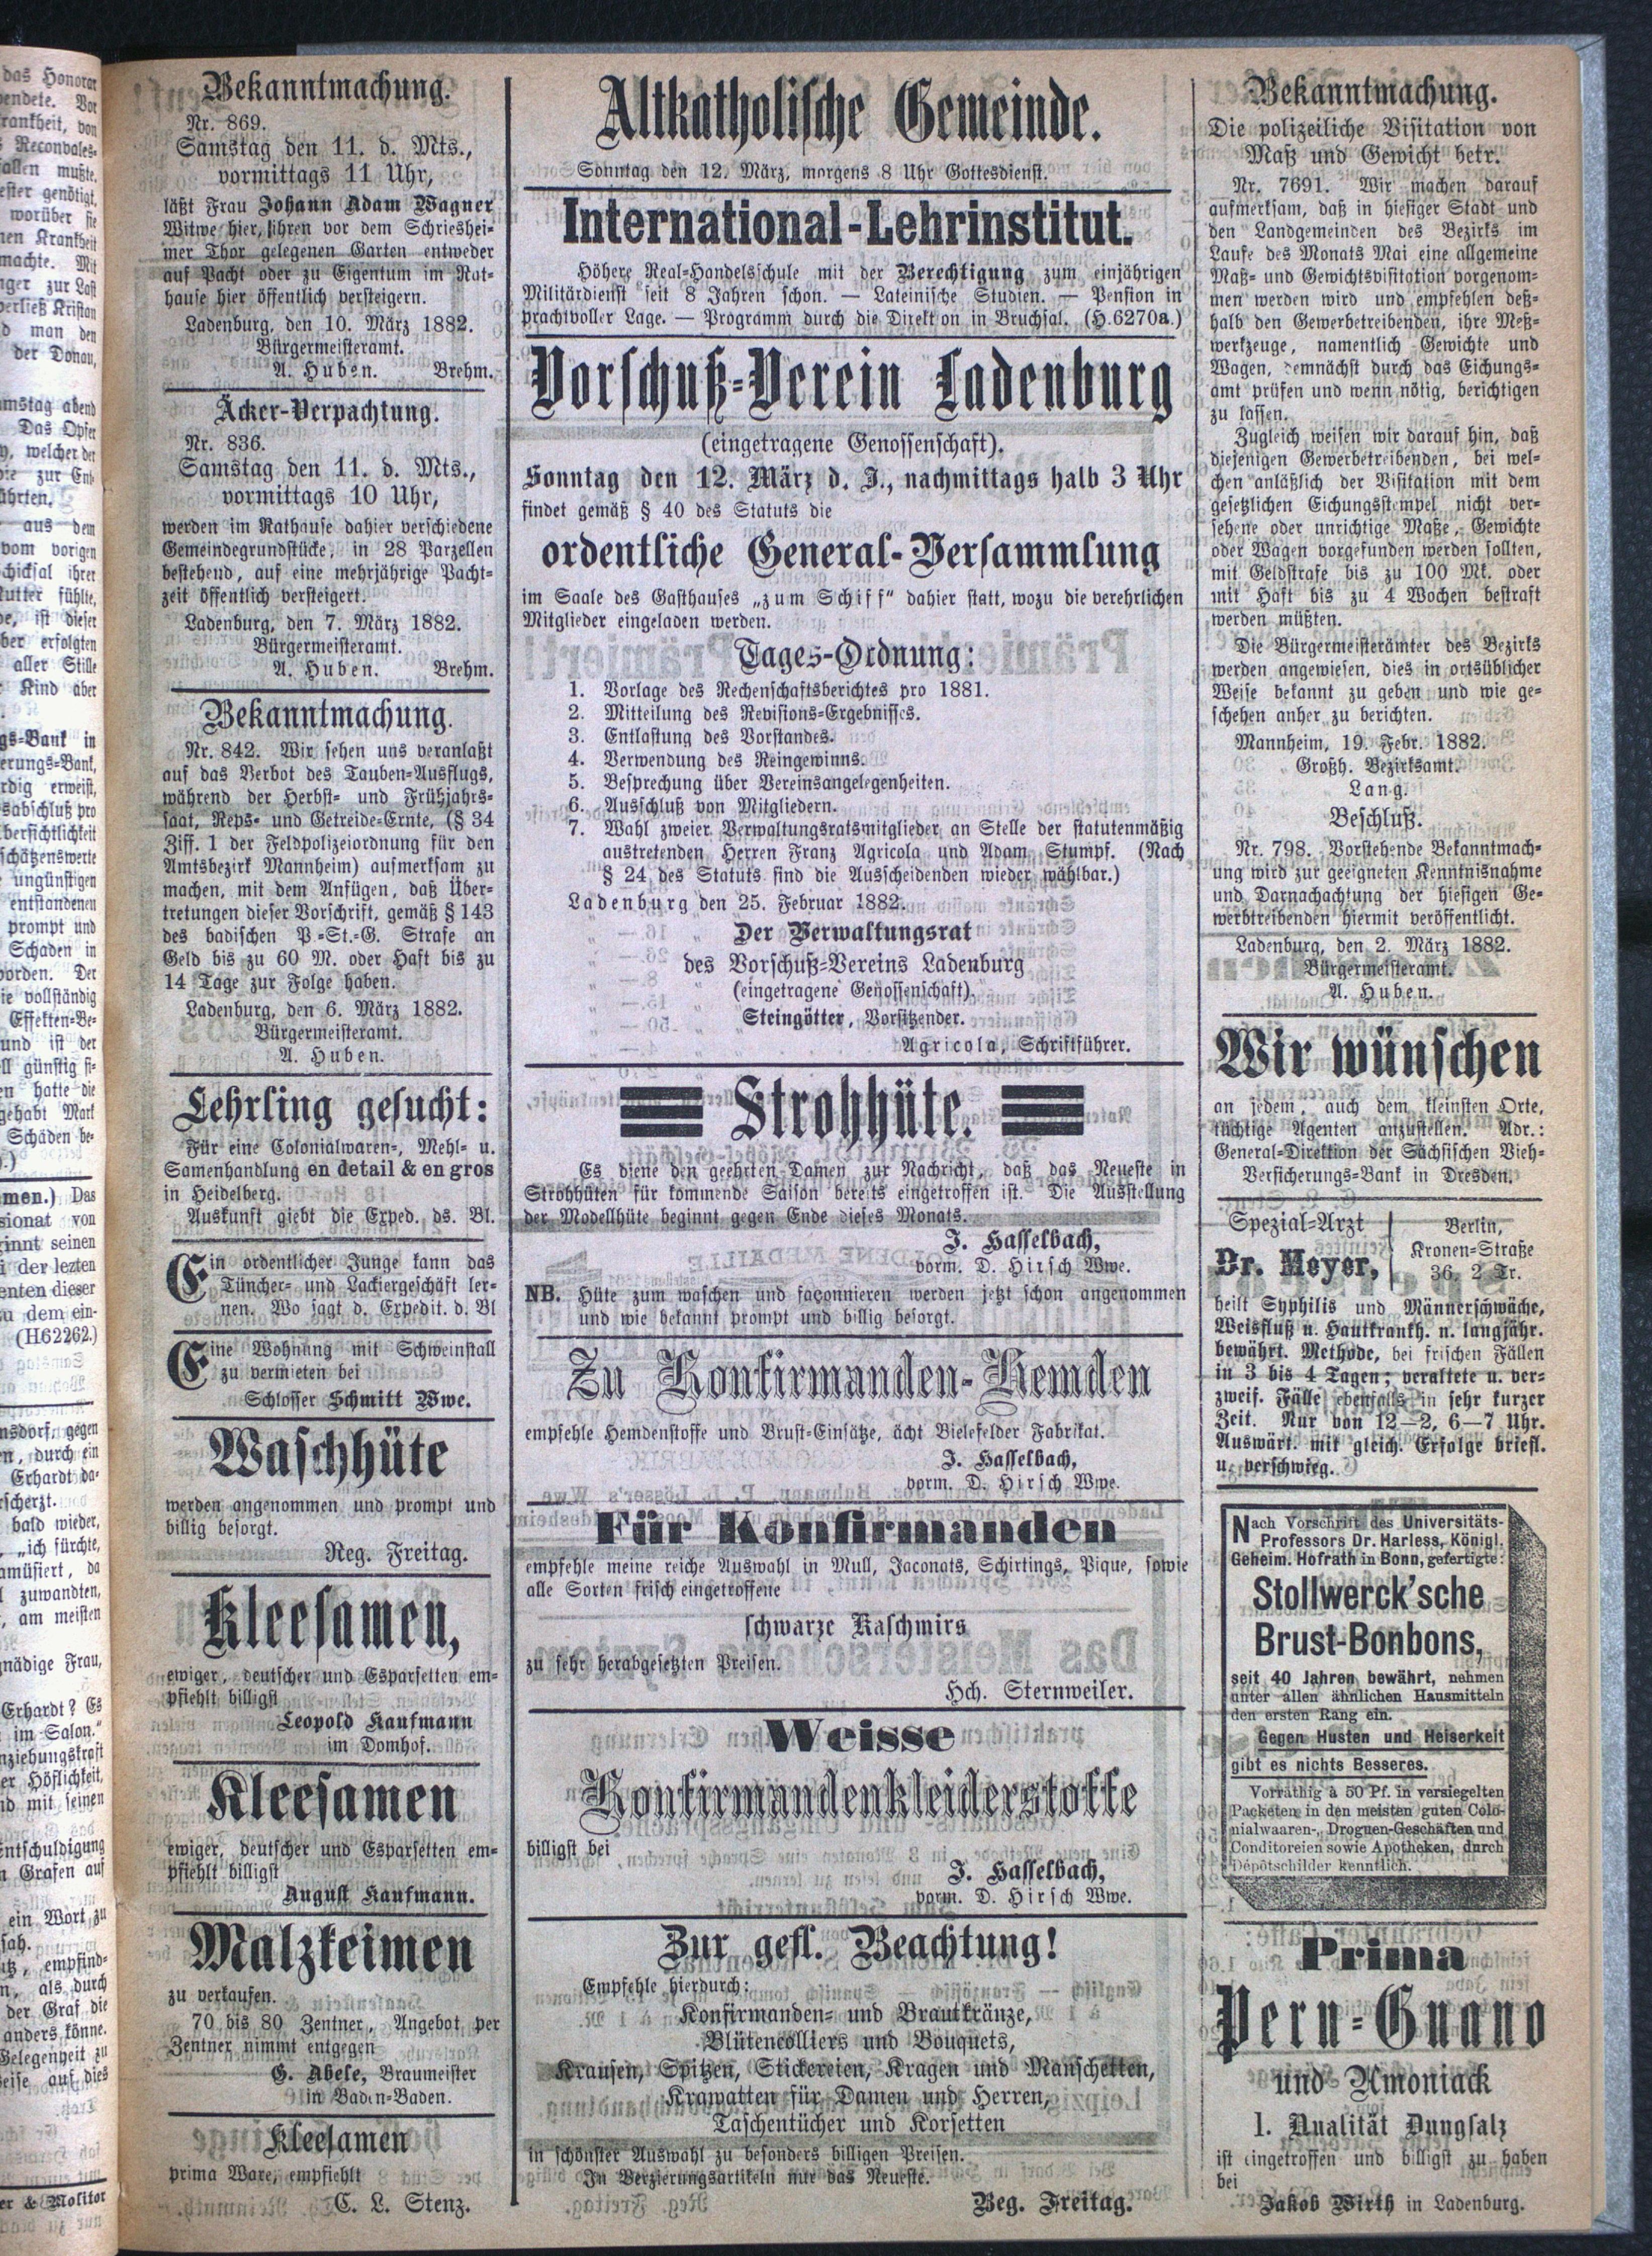 Bekanntmachung.
Nr. 869.
Samstag den 11. d. Mts.,
vormittags 11 Uhr,
läßt Frau Johann Adam Wagner
Witwe hier, ihren vor dem Schrieshei-
mer Thor gelegenen Garten entweder
auf Pacht oder zu Eigentum im Rat-
hause hier öffentlich versteigern.
Ladenburg, den 10. März 1882.
Bürgermeisteramt.
A. Huben. Brehm.
Äcker-Verpachtung.
Nr. 836.
Samstag den 11. d. Mts.,
vormittags 10 Uhr,
werden im Rathause dahier verschiedene
Gemeindegrundstücke, in 28 Parzellen
bestehend, auf eine mehrjährige Pacht-
zeit öffentlich versteigert.
Ladenburg, den 7. März 1882.
Bürgermeisteramt.
A. Huben. Brehm.
Bekanntmachung.
Nr. 842. Wir sehen uns veranlaßt
auf das Verbot des Tauben-Ausflugs,
während der Herbst- und Frühjahrs-
saat, Reps- und Getreide-Ernte, (§ 34
Ziff. 1 der Feldpolizeiordnung für den
Amtsbezirk Mannheim) aufmerksam zu
machen, mit dem Anfügen, daß Über-
tretungen dieser Vorschrift, gemäß § 143
des badischen P.-St.-G. Strafe an
Geld bis zu 60 M. oder Haft bis zu
14 Tage zur Folge haben.
Ladenburg, den 6. März 1882.
Bürgermeisteramt.
A. Huben.
Lehrling gesucht:
Für eine Colonialwaren-, Mehl- u.
Samenhandlung en detail & en gros
in Heidelberg.
Auskunft giebt die Exped. ds. Bl.
Ein ordentlicher Junge kann das
Tüncher- und Lackiergeschäft ler-
nen. Wo sagt d. Expedit. d. Bl
Eine Wohnung mit Schweinstall
zu vermieten bei
Schlosser Schmitt Wwe.
Waschhüte
werden angenommen und prompt und
billig besorgt.
Reg. Freitag.
Kleesamen,
ewiger, deutscher und Esparsetten em-
pfiehlt billigst
Leopold Kaufmann
im Domhof.
Kleesamen
ewiger, deutscher und Esparsetten em-
pfiehlt billigst
August Kaufmann.
Malzkeimen
zu verkaufen.
70 bis 80 Zentner, Angebot per
Zentner nimmt entgegen
G. Abele, Braumeister
in Baden-Baden.
Kleesamen
prima Ware, empfiehlt
C. L. Stenz.
Altkatholische Gemeinde.
Sonntag den 12. März, morgens 8 Uhr Gottesdienst.
International-Lehrinstitut.
Höhere Real-Handelsschule mit der Berechtigung zum einjährigen
Militärdienst seit 8 Jahren schon. — Lateinische Studien. — Pension in
prachtvoller Lage. — Programm durch die Direktion in Bruchsal. (H.6270a.)
Vorschuß-Verein Ladenburg
(eingetragene Genossenschaft).
Sonntag den 12. März d. J., nachmittags halb 3 Uhr
findet gemäß § 40 des Statuts die
ordentliche General-Versammlung
im Saale des Gasthauses „zum Schiff“ dahier statt, wozu die verehrlichen
Mitglieder eingeladen werden.
Tages-Ordnung:
1. Vorlage des Rechenschaftsberichtes pro 1881.
2. Mitteilung des Revisions-Ergebnisses.
3. Entlastung des Vorstandes.
4. Verwendung des Reingewinns.
5. Besprechung über Vereinsangelegenheiten.
6. Ausschluß von Mitgliedern.
7. Wahl zweier Verwaltungsratsmitglieder an Stelle der statutenmäßig
austretenden Herren Franz Agricola und Adam Stumpf. (Nach
§ 24 des Statuts sind die Ausscheidenden wieder wählbar.)
Ladenburg den 25. Februar 1882.
Der Verwaltungsrat
des Vorschuß-Vereins Ladenburg
(eingetragene Genossenschaft).
Steingötter, Vorsitzender.
Agricola, Schriftführer.
Strohhüte.
Es diene den geehrten Damen zur Nachricht, daß das Neueste in
Strohhüten für kommende Saison bereits eingetroffen ist. Die Ausstellung
der Modellhüte beginnt gegen Ende dieses Monats.
J. Hasselbach,
vorm. D. Hirsch Wwe.
NB. Hüte zum waschen und façonnieren werden jetzt schon angenommen
und wie bekannt prompt und billig besorgt.
Zu Konfirmanden-Hemden
empfehle Hemdenstoffe und Brust-Einsätze, ächt Bielefelder Fabrikat.
J. Hasselbach,
vorm. D. Hirsch Wwe.
Für Konfirmanden
empfehle meine reiche Auswahl in Mull, Jaconats, Schirtings, Pique, sowie
alle Sorten frisch eingetroffene
schwarze Kaschmirs
zu sehr herabgesetzten Preisen.
Hch. Sternweiler.
Weisse
Konfirmandenkleiderstoffe
billigst bei
J. Hasselbach,
vorm. D. Hirsch Wwe.
Zur gefl. Beachtung!
Empfehle hierdurch:
Konfirmanden- und Brautkränze,
Blütencolliers und Bouquets,
Krausen, Spitzen, Stickereien, Kragen und Manschetten,
Krawatten für Damen und Herren,
Taschentücher und Korsetten
in schönster Auswahl zu besonders billigen Preisen.
In Verzierungsartikeln nur das Neueste.
Reg. Freitag.
Bekanntmachung.
Die polizeiliche Visitation von
Maß und Gewicht betr.
Nr. 7691. Wir machen darauf
aufmerksam, daß in hiesiger Stadt und
den Landgemeinden des Bezirks im
Laufe des Monats Mai eine allgemeine
Maß- und Gewichtsvisitation vorgenom-
men werden wird und empfehlen deß-
halb den Gewerbetreibenden, ihre Meß-
werkzeuge, namentlich Gewichte und
Wagen, demnächst durch das Eichungs-
amt prüfen und wenn nötig, berichtigen
zu lassen.
Zugleich weisen wir darauf hin, daß
diejenigen Gewerbetreibenden, bei wel-
chen anläßlich der Visitation mit dem
gesetzlichen Eichungsstempel nicht ver-
sehene oder unrichtige Maße, Gewichte
oder Wagen vorgefunden werden sollten,
mit Geldstrafe bis zu 100 Mk. oder
mit Haft bis zu 4 Wochen bestraft
werden müßten.
Die Bürgermeisterämter des Bezirks
werden angewiesen, dies in ortsüblicher
Weise bekannt zu geben und wie ge-
schehen anher zu berichten.
Mannheim, 19. Febr. 1882.
Großh. Bezirksamt.
Lang.
Beschluß.
Nr. 798. Vorstehende Bekanntmach-
ung wird zur geeigneten Kenntnisnahme
und Darnachachtung der hiesigen Ge-
werbtreibenden hiermit veröffentlicht.
Ladenburg, den 2. März 1882.
Bürgermeisteramt.
A. Huben.
Wir wünschen
an jedem, auch dem kleinsten Orte,
tüchtige Agenten anzustellen. Adr.:
General-Direktion der Sächsischen Vieh-
Versicherungs-Bank in Dresden.
Spezial-Arzt Berlin,
Dr. Meyer, Kronen-Straße
36, 2 Tr.
heilt Syphilis und Männerschwäche,
Weisfluß u. Hautkrankh. n. langjähr.
bewährt. Methode, bei frischen Fällen
in 3 bis 4 Tagen; veraltete u. ver-
zweif. Fälle ebenfalls in sehr kurzer
Zeit. Nur von 12—2, 6—7 Uhr.
Auswärt. mit gleich. Erfolge briefl.
u. verschwieg.
Nach Vorschrift des Universitäts-
Professors Dr. Harless, Königl.
Geheim. Hofrath in Bonn, gefertigte:
Stollwerck'sche
Brust-Bonbons,
seit 40 Jahren bewährt, nehmen
unter allen ähnlichen Hausmitteln
den ersten Rang ein.
Gegen Husten und Heiserkeit
gibt es nichts Besseres.
Vorräthig à 50 Pf. in versiegelten
Packeten in den meisten guten Colo-
nialwaaren-, Droguen-Geschäften und
Conditoreien sowie Apotheken, durch
Dépôtschilder kenntlich.
Prima
Peru-Guano
und Amoniack
1. Qualität Dungsalz
ist eingetroffen und billigst zu haben
bei
Jakob Wirth in Ladenburg.